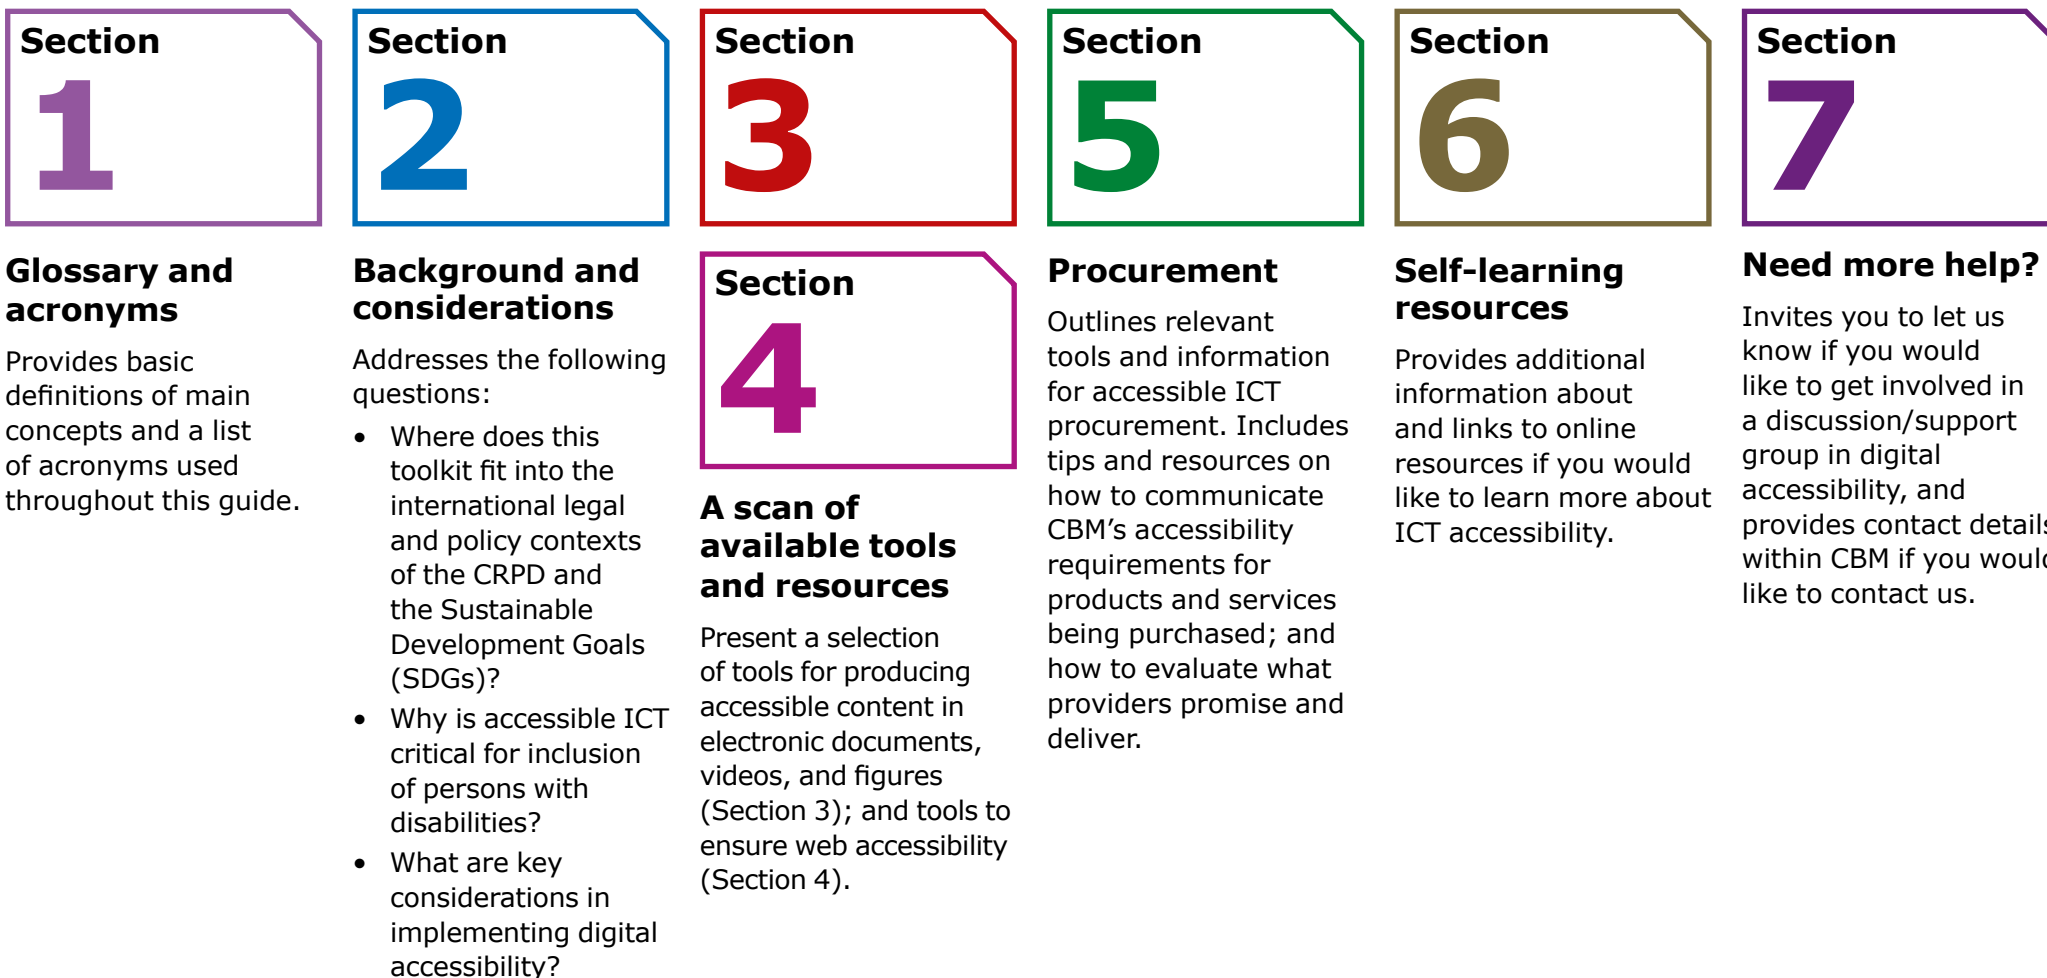 Section
1
Glossary and
acronyms
Provides basic
definitions of main
concepts and a list
of acronyms used
throughout this guide.
Section
2
Background and
considerations
Addresses the following
questions:
• Where does this
toolkit fit into the
international legal
and policy contexts
of the CRPD and
the Sustainable
Development Goals
(SDGs)?
• Why is accessible ICT
critical for inclusion
of persons with
disabilities?
• What are key
considerations in
implementing digital
accessibility?
Section
3
Section
4
A scan of
available tools
and resources
Present a selection
of tools for producing
accessible content in
electronic documents,
videos, and figures
(Section 3); and tools to
ensure web accessibility
(Section 4).
Section
5
Procurement
Outlines relevant
tools and information
for accessible ICT
procurement. Includes
tips and resources on
how to communicate
CBM’s accessibility
requirements for
products and services
being purchased; and
how to evaluate what
providers promise and
deliver.
Section
6
Self-learning
resources
Provides additional
information about
and links to online
resources if you would
like to learn more about
ICT accessibility.
Section
7
Need more help?
Invites you to let us
know if you would
like to get involved in
a discussion/support
group in digital
accessibility, and
provides contact details
within CBM if you would
like to contact us.